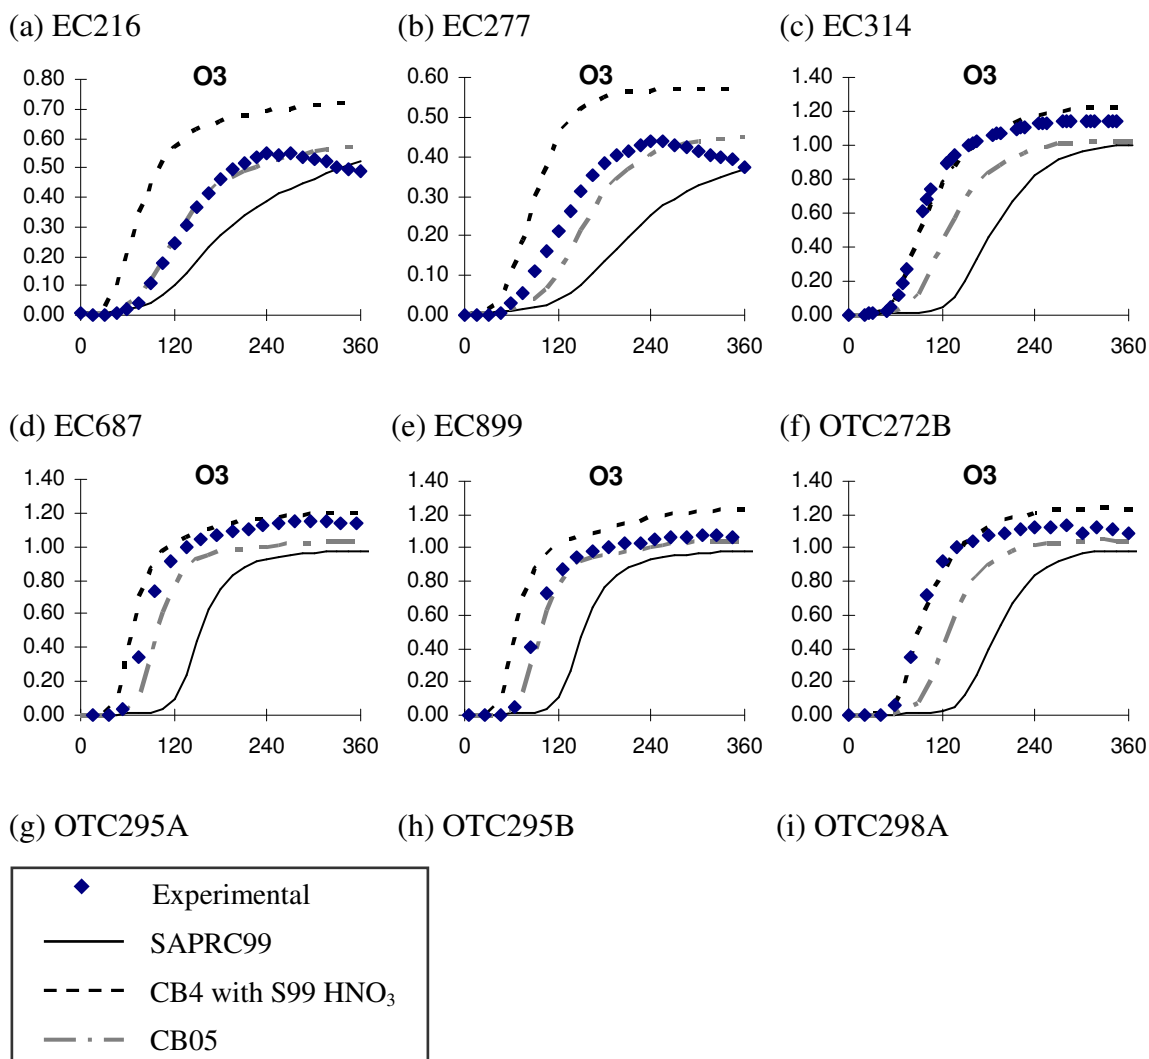 (a) EC216 (b) EC277 (c) EC314
O3 O3 O3
0.80 0.60 1.40
0.70 0.50 1.20
0.60 0.40 1.00
0.50 0.30 0.80
0.40 0.20 0.60
0.30 0.10 0.40
0.20 0.00 0.20
0.10 0.00
0.00
0 120 240 360 0 120 240 360 0 120 240 360
(d) EC687 (e) EC899 (f) OTC272B
O3 O3 O3
1.40 1.40 1.40
1.20 1.20 1.20
1.00 1.00 1.00
0.80 0.80 0.80
0.60 0.60 0.60
0.40 0.40 0.40
0.20 0.20 0.20
0.00 0.00 0.00
0 120 240 360 0 120 240 360 0 120 240 360
(g) OTC295A (h) OTC295B (i) OTC298A
Experimental
SAPRC99
CB4 with S99 HNO₃
CB05